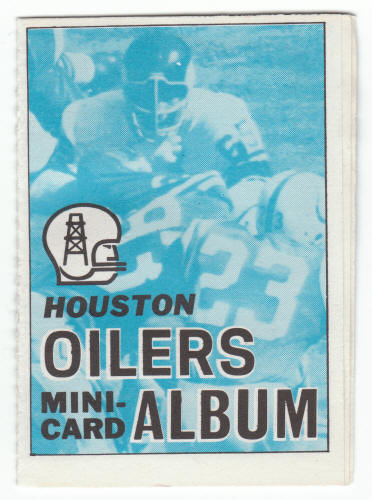 HOUSTON
OILERS
MINI-
CARD ALBUM